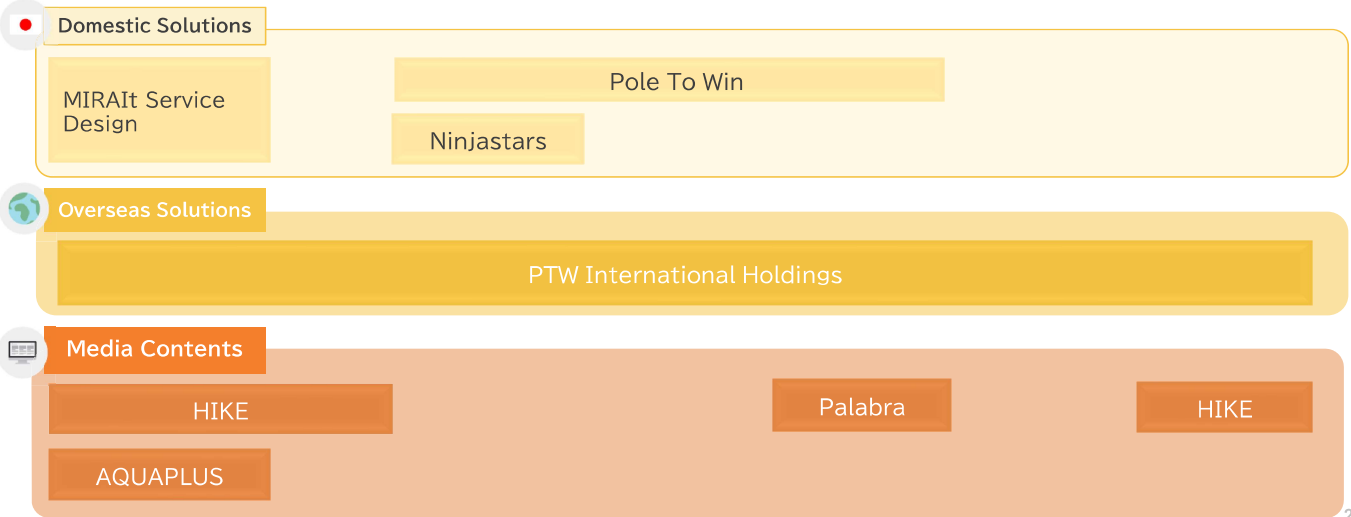 Domestic Solutions
MIRAIt Service
Design
Pole To Win
Ninjastars
Overseas Solutions
PTW International Holdings
Media Contents
HIKE
Palabra
HIKE
AQUAPLUS